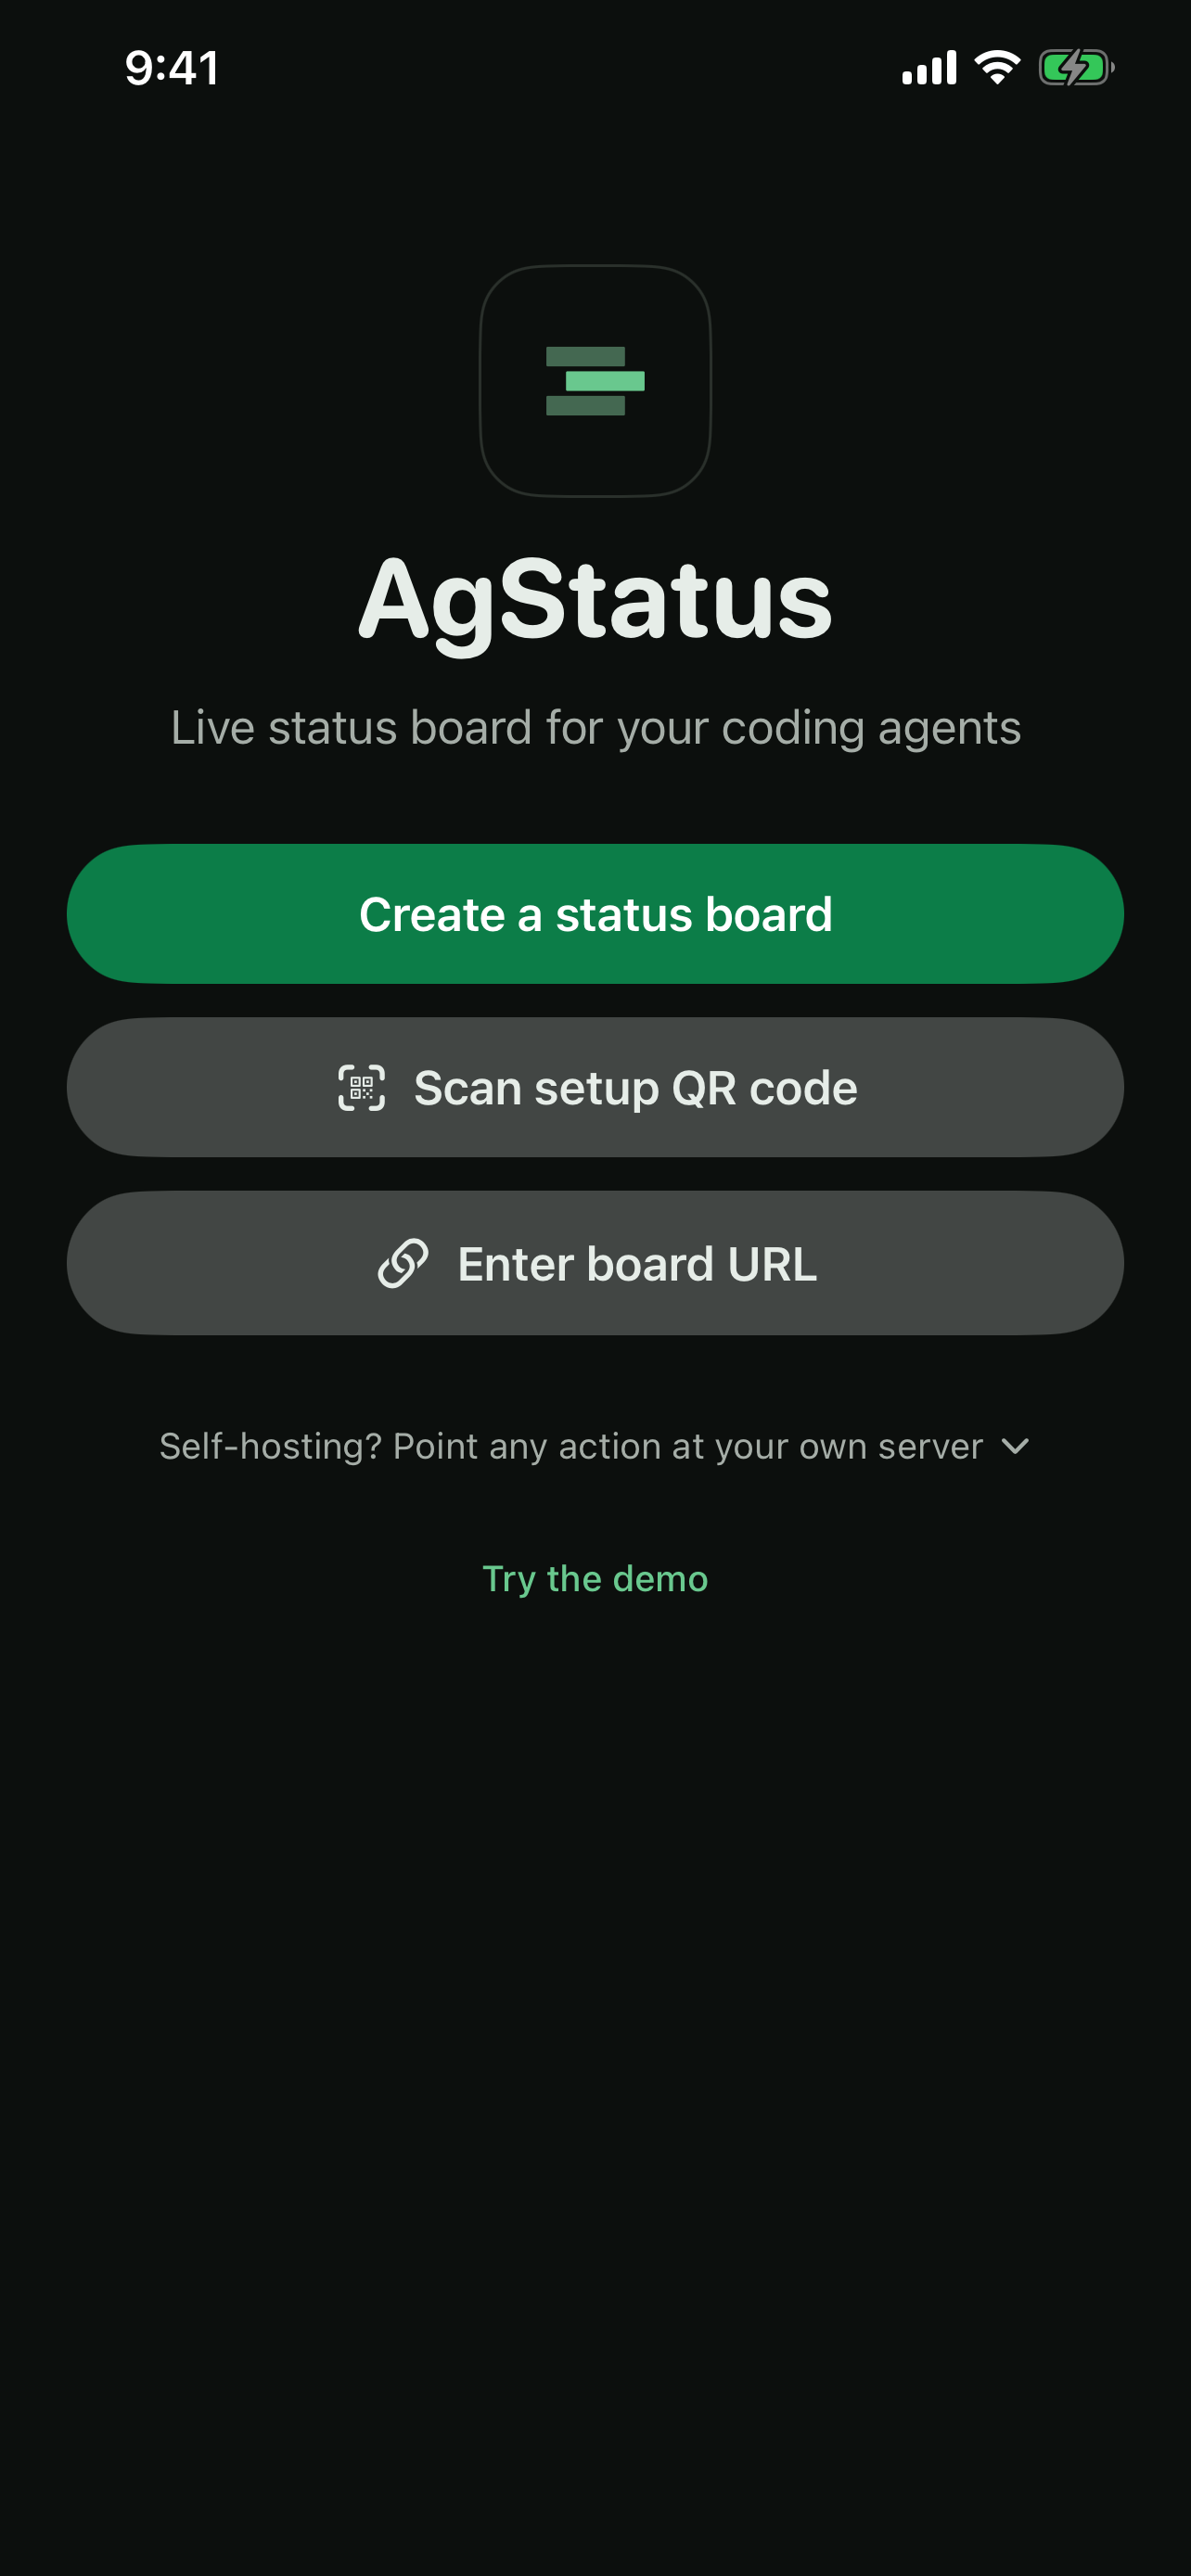 9:41
AgStatus
Live status board for your coding agents
Create a status board
Scan setup QR code
Enter board URL
Self-hosting? Point any action at your own server
Try the demo